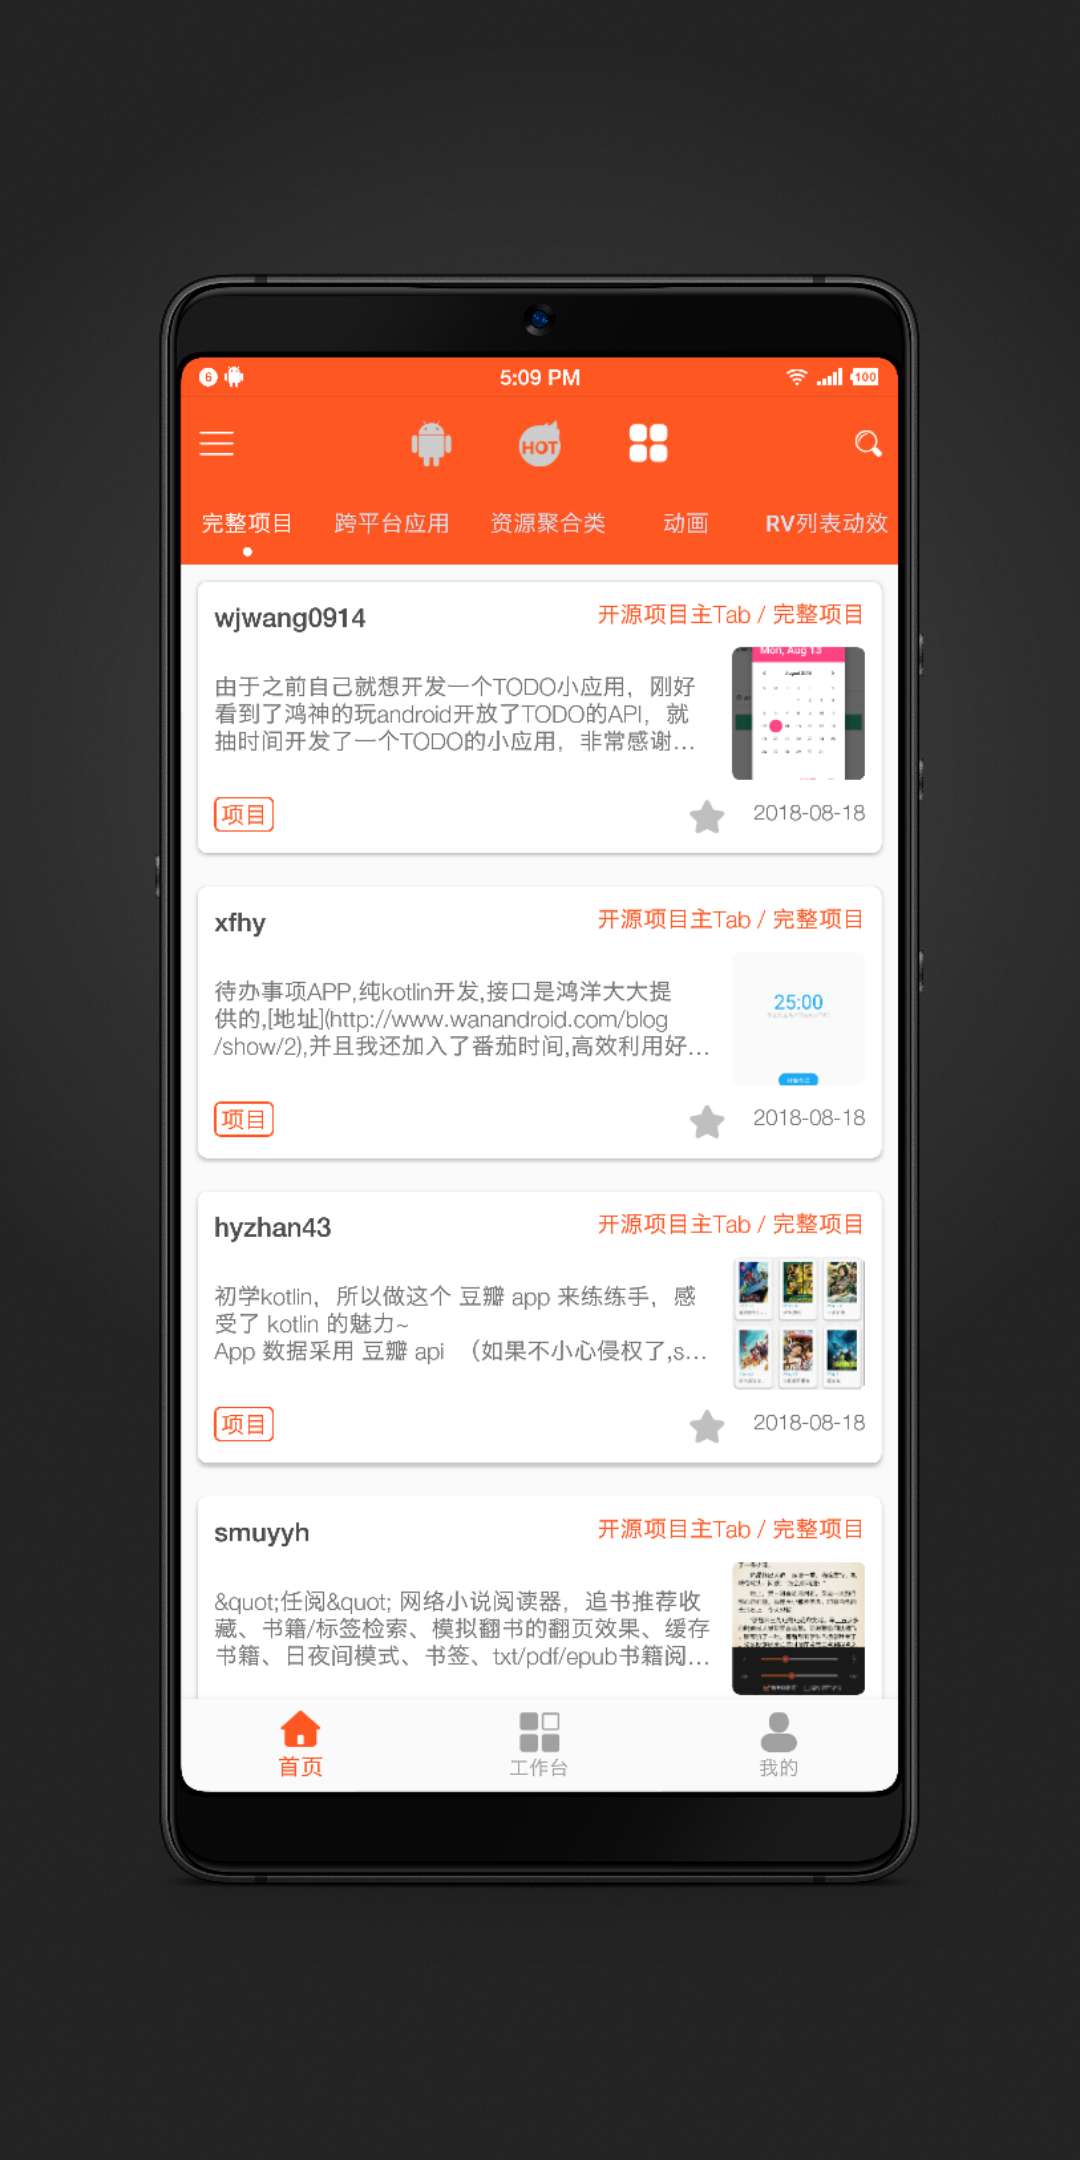 6
5:09 PM
100
HOT
完整项目
跨平台应用
资源聚合类
动画
RV列表动效
wjwang0914
开源项目主Tab / 完整项目
由于之前自己就想开发一个TODO小应用，刚好
看到了鸿神的玩android开放了TODO的API，就
抽时间开发了一个TODO的小应用，非常感谢...
Mon, Aug 13
项目
2018-08-18
xfhy
开源项目主Tab / 完整项目
待办事项APP,纯kotlin开发,接口是鸿洋大大提
供的,[地址](http://www.wanandroid.com/blog
/show/2),并且我还加入了番茄时间,高效利用好...
25:00
项目
2018-08-18
hyzhan43
开源项目主Tab / 完整项目
初学kotlin，所以做这个 豆瓣 app 来练练手，感
受了 kotlin 的魅力~
App 数据采用 豆瓣 api （如果不小心侵权了,s...
项目
2018-08-18
smuyyh
开源项目主Tab / 完整项目
&quot;任阅&quot; 网络小说阅读器，追书推荐收
藏、书籍/标签检索、模拟翻书的翻页效果、缓存
书籍、日夜间模式、书签、txt/pdf/epub书籍阅...
首页
工作台
我的